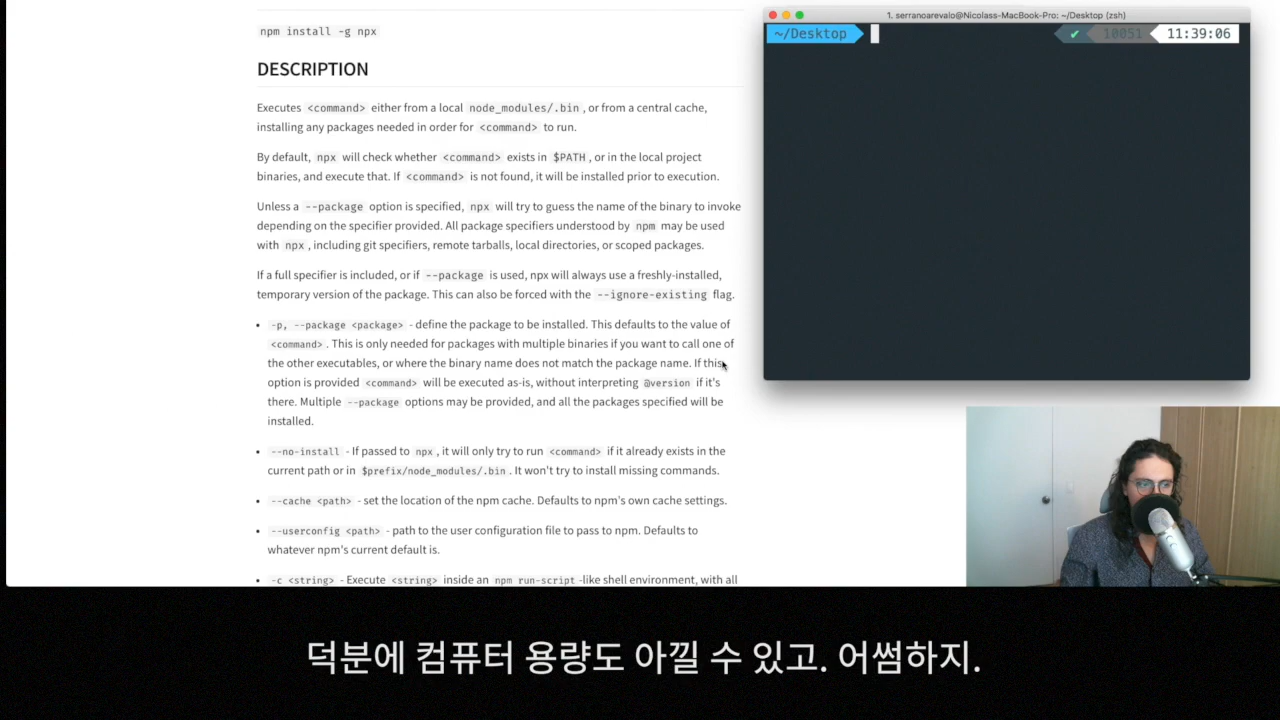 npm install -g npx
DESCRIPTION
Executes <command> either from a local node_modules/.bin, or from a central cache,
installing any packages needed in order for <command> to run.
By default, npx will check whether <command> exists in $PATH, or in the local project
binaries, and execute that. If <command> is not found, it will be installed prior to execution.
Unless a --package option is specified, npx will try to guess the name of the binary to invoke
depending on the specifier provided. All package specifiers understood by npm may be used
with npx, including git specifiers, remote tarballs, local directories, or scoped packages.
If a full specifier is included, or if --package is used, npx will always use a freshly-installed,
temporary version of the package. This can also be forced with the --ignore-existing flag.
• -p, --package <package> - define the package to be installed. This defaults to the value of
<command>. This is only needed for packages with multiple binaries if you want to call one of
the other executables, or where the binary name does not match the package name. If this
option is provided <command> will be executed as-is, without interpreting @version if it's
there. Multiple --package options may be provided, and all the packages specified will be
installed.
• --no-install - If passed to npx, it will only try to run <command> if it already exists in the
current path or in $prefix/node_modules/.bin. It won't try to install missing commands.
• --cache <path> - set the location of the npm cache. Defaults to npm's own cache settings.
• --userconfig <path> - path to the user configuration file to pass to npm. Defaults to
whatever npm's current default is.
• -c <string> - Execute <string> inside an npm run-script-like shell environment, with all
1. serranoarevalo@Nicolass-MacBook-Pro: ~/Desktop (zsh)
~/Desktop ✔ 10051 11:39:06
덕분에 컴퓨터 용량도 아낄 수 있고. 어썸하지.